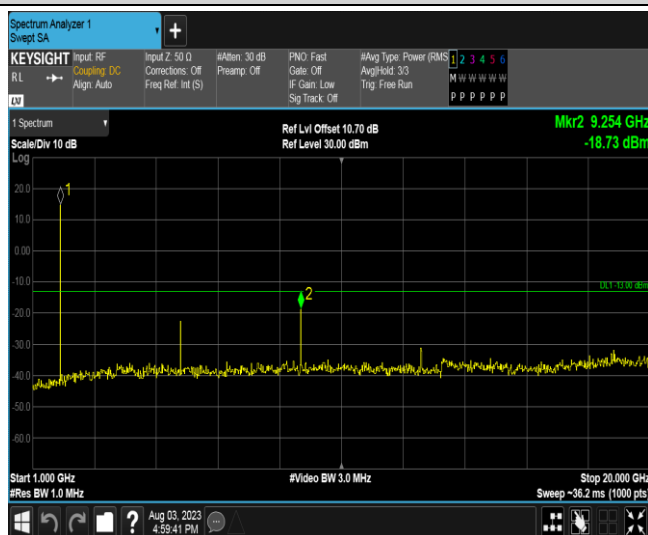 Spectrum Analyzer 1
Swept SA
+
KEYSIGHT
RL
LXI
Input: RF
Coupling: DC
Align: Auto
Input Z: 50 Ω
Corrections: Off
Freq Ref: Int (S)
#Atten: 30 dB
Preamp: Off
PNO: Fast
Gate: Off
IF Gain: Low
Sig Track: Off
#Avg Type: Power (RMS
Avg|Hold: 3/3
Trig: Free Run
1 2 3 4 5 6
M W W W W W
P P P P P P
1 Spectrum
Scale/Div 10 dB
Log
Ref Lvl Offset 10.70 dB
Ref Level 30.00 dBm
Mkr2 9.254 GHz
-18.73 dBm
20.0
10.0
0.00
-10.0
-20.0
-30.0
-40.0
-50.0
-60.0
1
2
DL1 -13.00 dBm
Start 1.000 GHz
#Res BW 1.0 MHz
#Video BW 3.0 MHz
Stop 20.000 GHz
Sweep ~36.2 ms (1000 pts)
?
Aug 03, 2023
4:59:41 PM